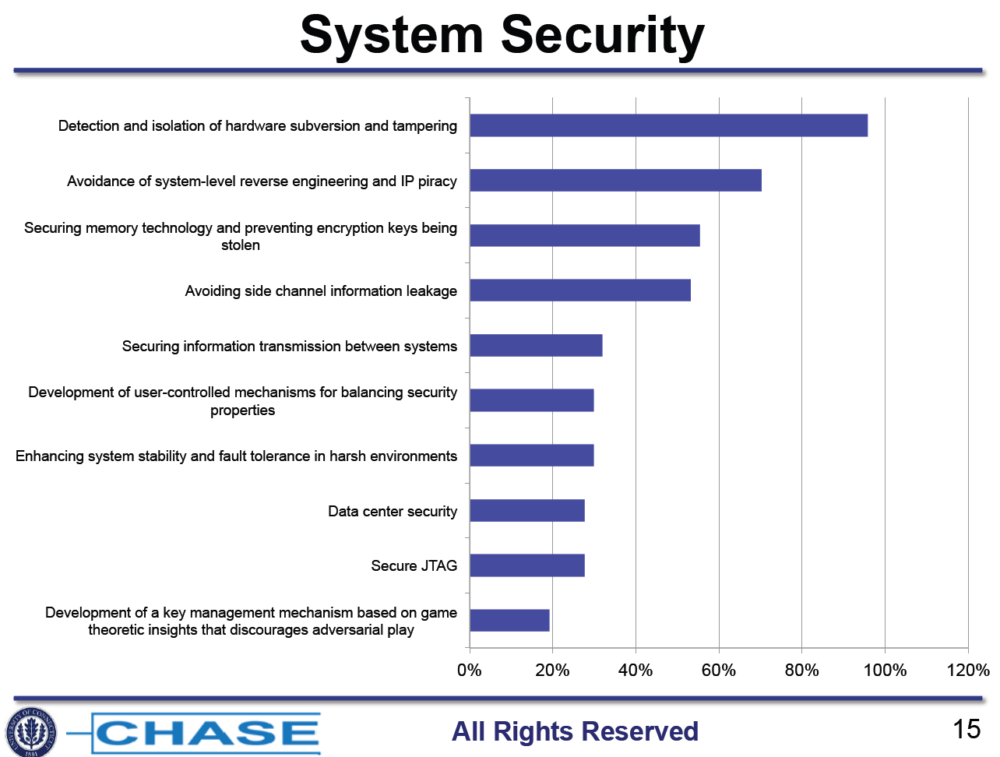 System Security
Detection and isolation of hardware subversion and tampering
Avoidance of system-level reverse engineering and IP piracy
Securing memory technology and preventing encryption keys being
stolen
Avoiding side channel information leakage
Securing information transmission between systems
Development of user-controlled mechanisms for balancing security
properties
Enhancing system stability and fault tolerance in harsh environments
Data center security
Secure JTAG
Development of a key management mechanism based on game
theoretic insights that discourages adversarial play
0% 20% 40% 60% 80% 100% 120%
UNIVERSITY OF CONNECTICUT
1881
CHASE
All Rights Reserved
15